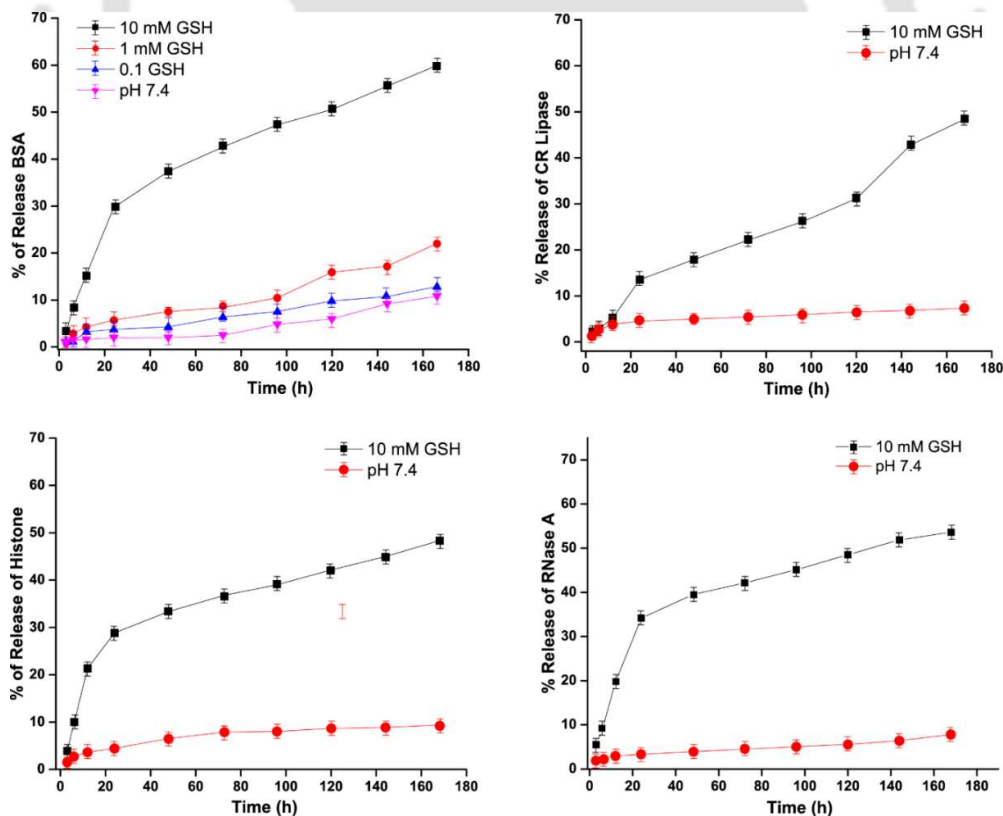 70
60
50
40
30
20
10
0
10 mM GSH
1 mM GSH
0.1 GSH
pH 7.4
% of Release BSA
0 20 40 60 80 100 120 140 160 180
Time (h)
70
60
50
40
30
20
10
0
10 mM GSH
pH 7.4
% Release of CR Lipase
0 20 40 60 80 100 120 140 160 180
Time (h)
70
60
50
40
30
20
10
0
10 mM GSH
pH 7.4
% of Release of Histone
0 20 40 60 80 100 120 140 160 180
Time (h)
70
60
50
40
30
20
10
0
10 mM GSH
pH 7.4
% Release of RNase A
0 20 40 60 80 100 120 140 160 180
Time (h)